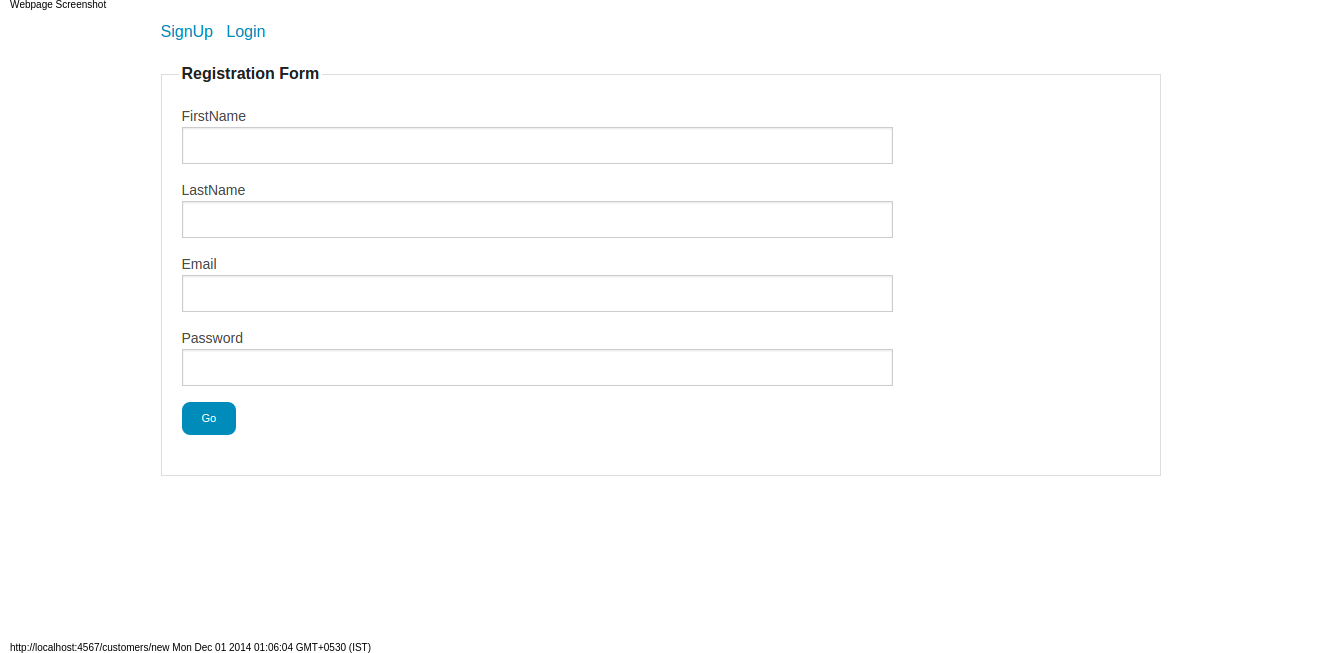 Webpage Screenshot
SignUp Login
Registration Form
FirstName
LastName
Email
Password
Go
http://localhost:4567/customers/new Mon Dec 01 2014 01:06:04 GMT+0530 (IST)